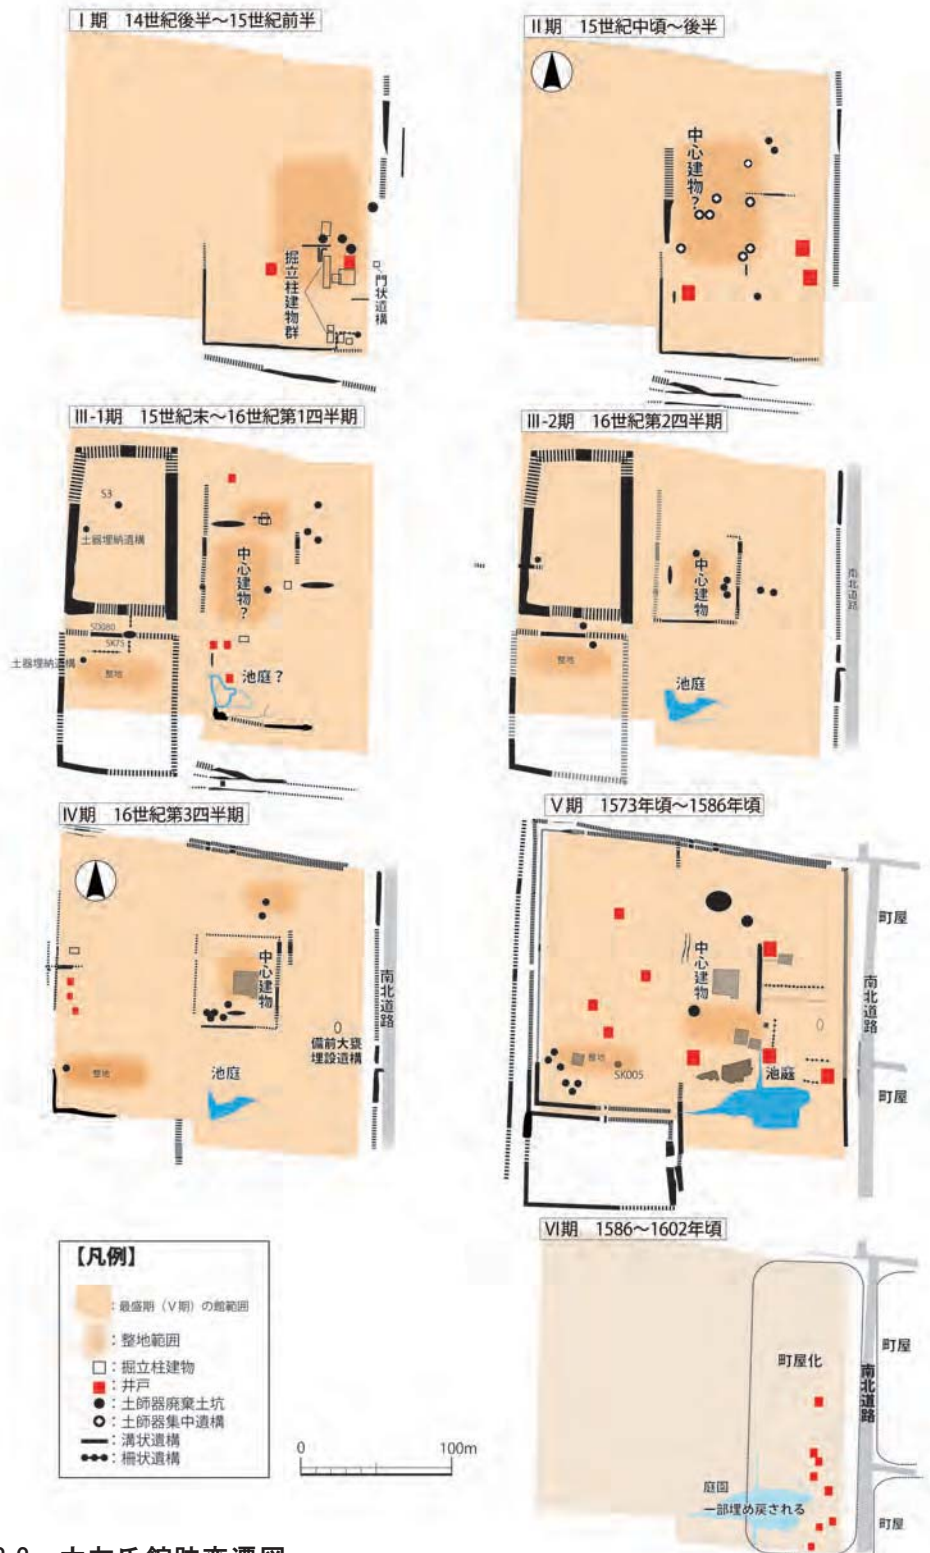 Ⅰ期　14世紀後半～15世紀前半
掘立柱建物群
門状遺構
Ⅱ期　15世紀中頃～後半
中心建物？
Ⅲ-1期　15世紀末～16世紀第1四半期
S3
土器埋納遺構
中心建物？
SD080
SK75
土器埋納遺構
整地
池庭？
Ⅲ-2期　16世紀第2四半期
中心建物
南北道路
整地
池庭
Ⅳ期　16世紀第3四半期
中心建物
南北道路
備前大甕
埋設遺構
整地
池庭
Ⅴ期　1573年頃～1586年頃
町屋
中心建物
南北道路
整地
SK005
池庭
町屋
Ⅵ期　1586～1602年頃
町屋
町屋化
南北道路
庭園
一部埋め戻される
町屋
【凡例】
：最盛期（Ⅴ期）の館範囲
：整地範囲
：掘立柱建物
：井戸
：土師器廃棄土坑
：土師器集中遺構
：溝状遺構
：柵状遺構
0
100m